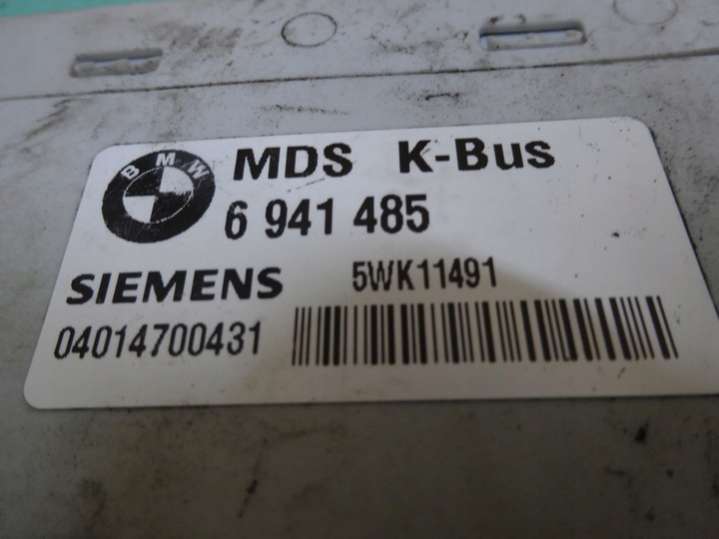 BMW
MDS K-Bus
6 941 485
SIEMENS 5WK11491
04014700431